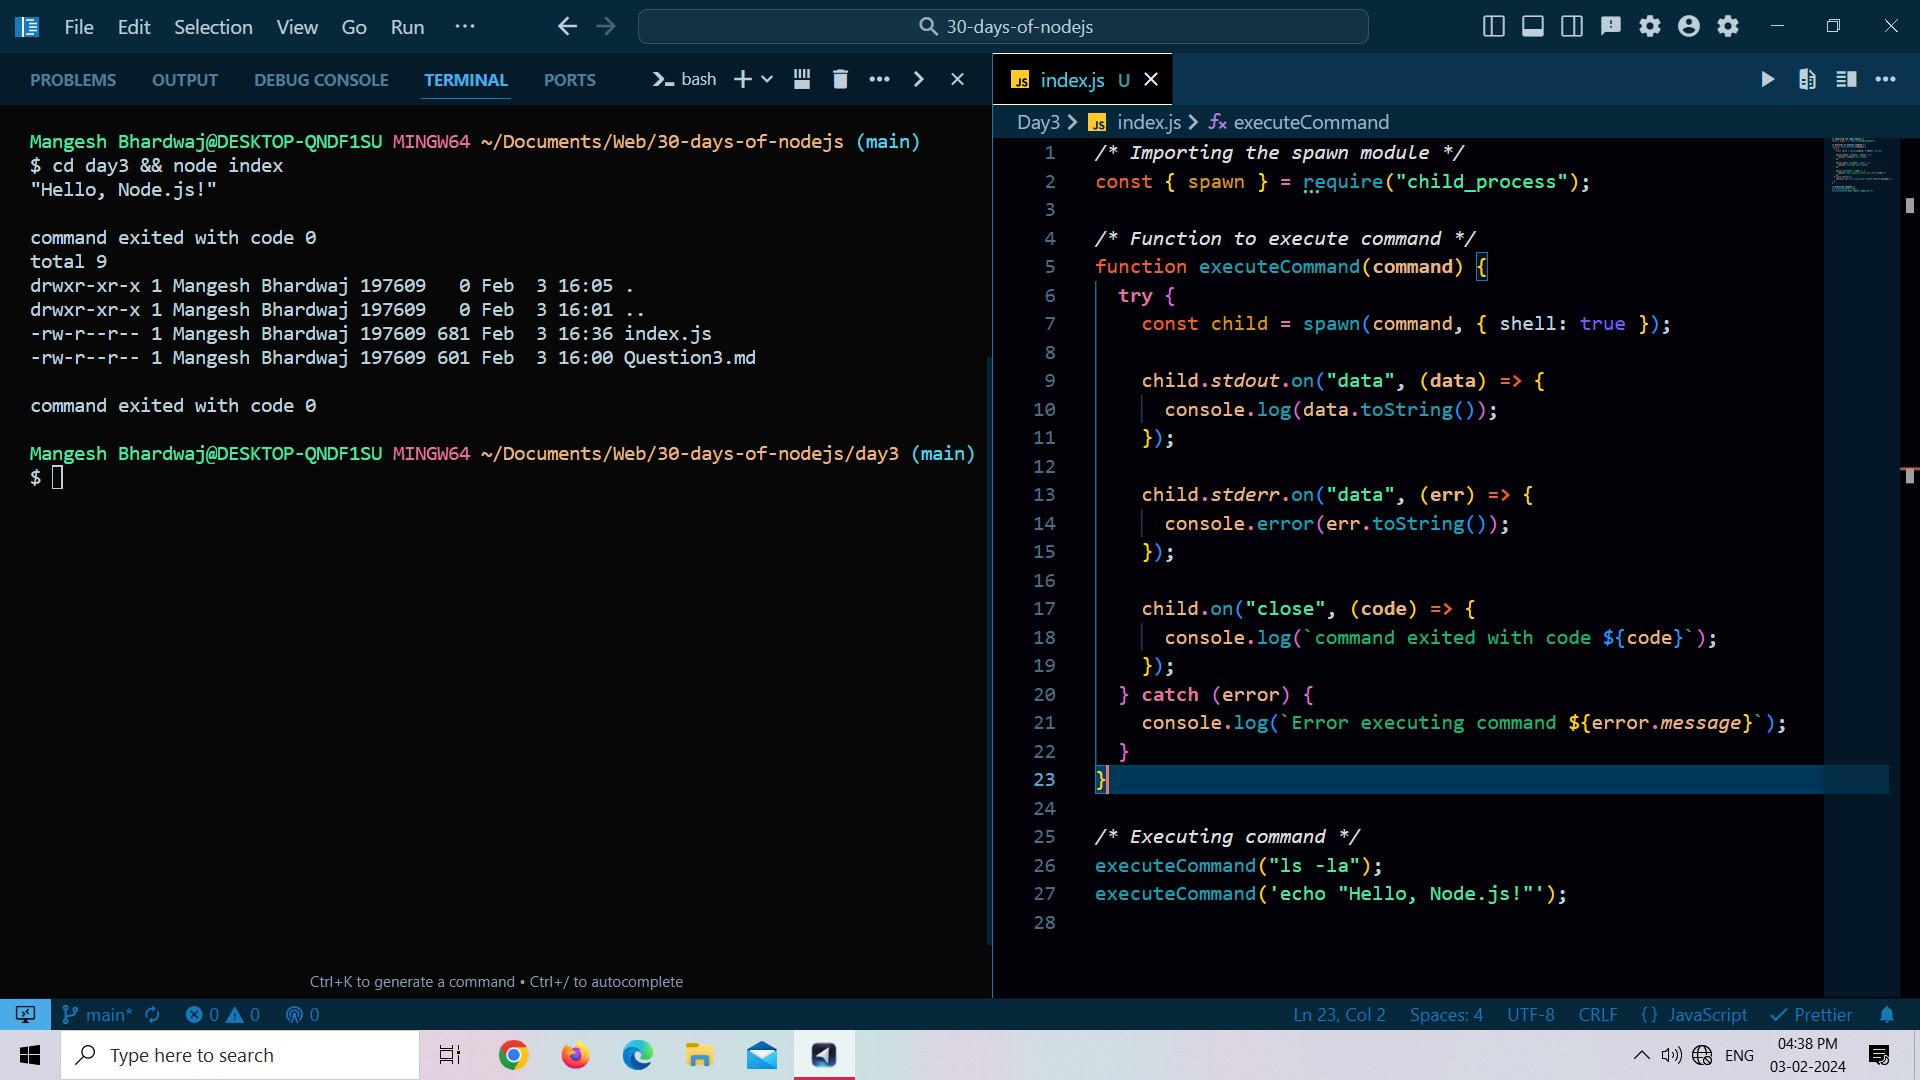 File Edit Selection View Go Run ··· 30-days-of-nodejs
PROBLEMS OUTPUT DEBUG CONSOLE TERMINAL PORTS bash
Mangesh Bhardwaj@DESKTOP-QNDF1SU MINGW64 ~/Documents/Web/30-days-of-nodejs (main)
$ cd day3 && node index
"Hello, Node.js!"
command exited with code 0
total 9
drwxr-xr-x 1 Mangesh Bhardwaj 197609   0 Feb  3 16:05 .
drwxr-xr-x 1 Mangesh Bhardwaj 197609   0 Feb  3 16:01 ..
-rw-r--r-- 1 Mangesh Bhardwaj 197609 681 Feb  3 16:36 index.js
-rw-r--r-- 1 Mangesh Bhardwaj 197609 601 Feb  3 16:00 Question3.md
command exited with code 0
Mangesh Bhardwaj@DESKTOP-QNDF1SU MINGW64 ~/Documents/Web/30-days-of-nodejs/day3 (main)
$
Ctrl+K to generate a command • Ctrl+/ to autocomplete
JS index.js U
Day3 > JS index.js > fx executeCommand
1 /* Importing the spawn module */
2 const { spawn } = require("child_process");
3
4 /* Function to execute command */
5 function executeCommand(command) {
6   try {
7     const child = spawn(command, { shell: true });
8
9     child.stdout.on("data", (data) => {
10       console.log(data.toString());
11     });
12
13     child.stderr.on("data", (err) => {
14       console.error(err.toString());
15     });
16
17     child.on("close", (code) => {
18       console.log(`command exited with code ${code}`);
19     });
20   } catch (error) {
21     console.log(`Error executing command ${error.message}`);
22   }
23 }
24
25 /* Executing command */
26 executeCommand("ls -la");
27 executeCommand('echo "Hello, Node.js!"');
28
main* 0 0 0 Ln 23, Col 2 Spaces: 4 UTF-8 CRLF {} JavaScript Prettier
Type here to search ENG 04:38 PM
03-02-2024